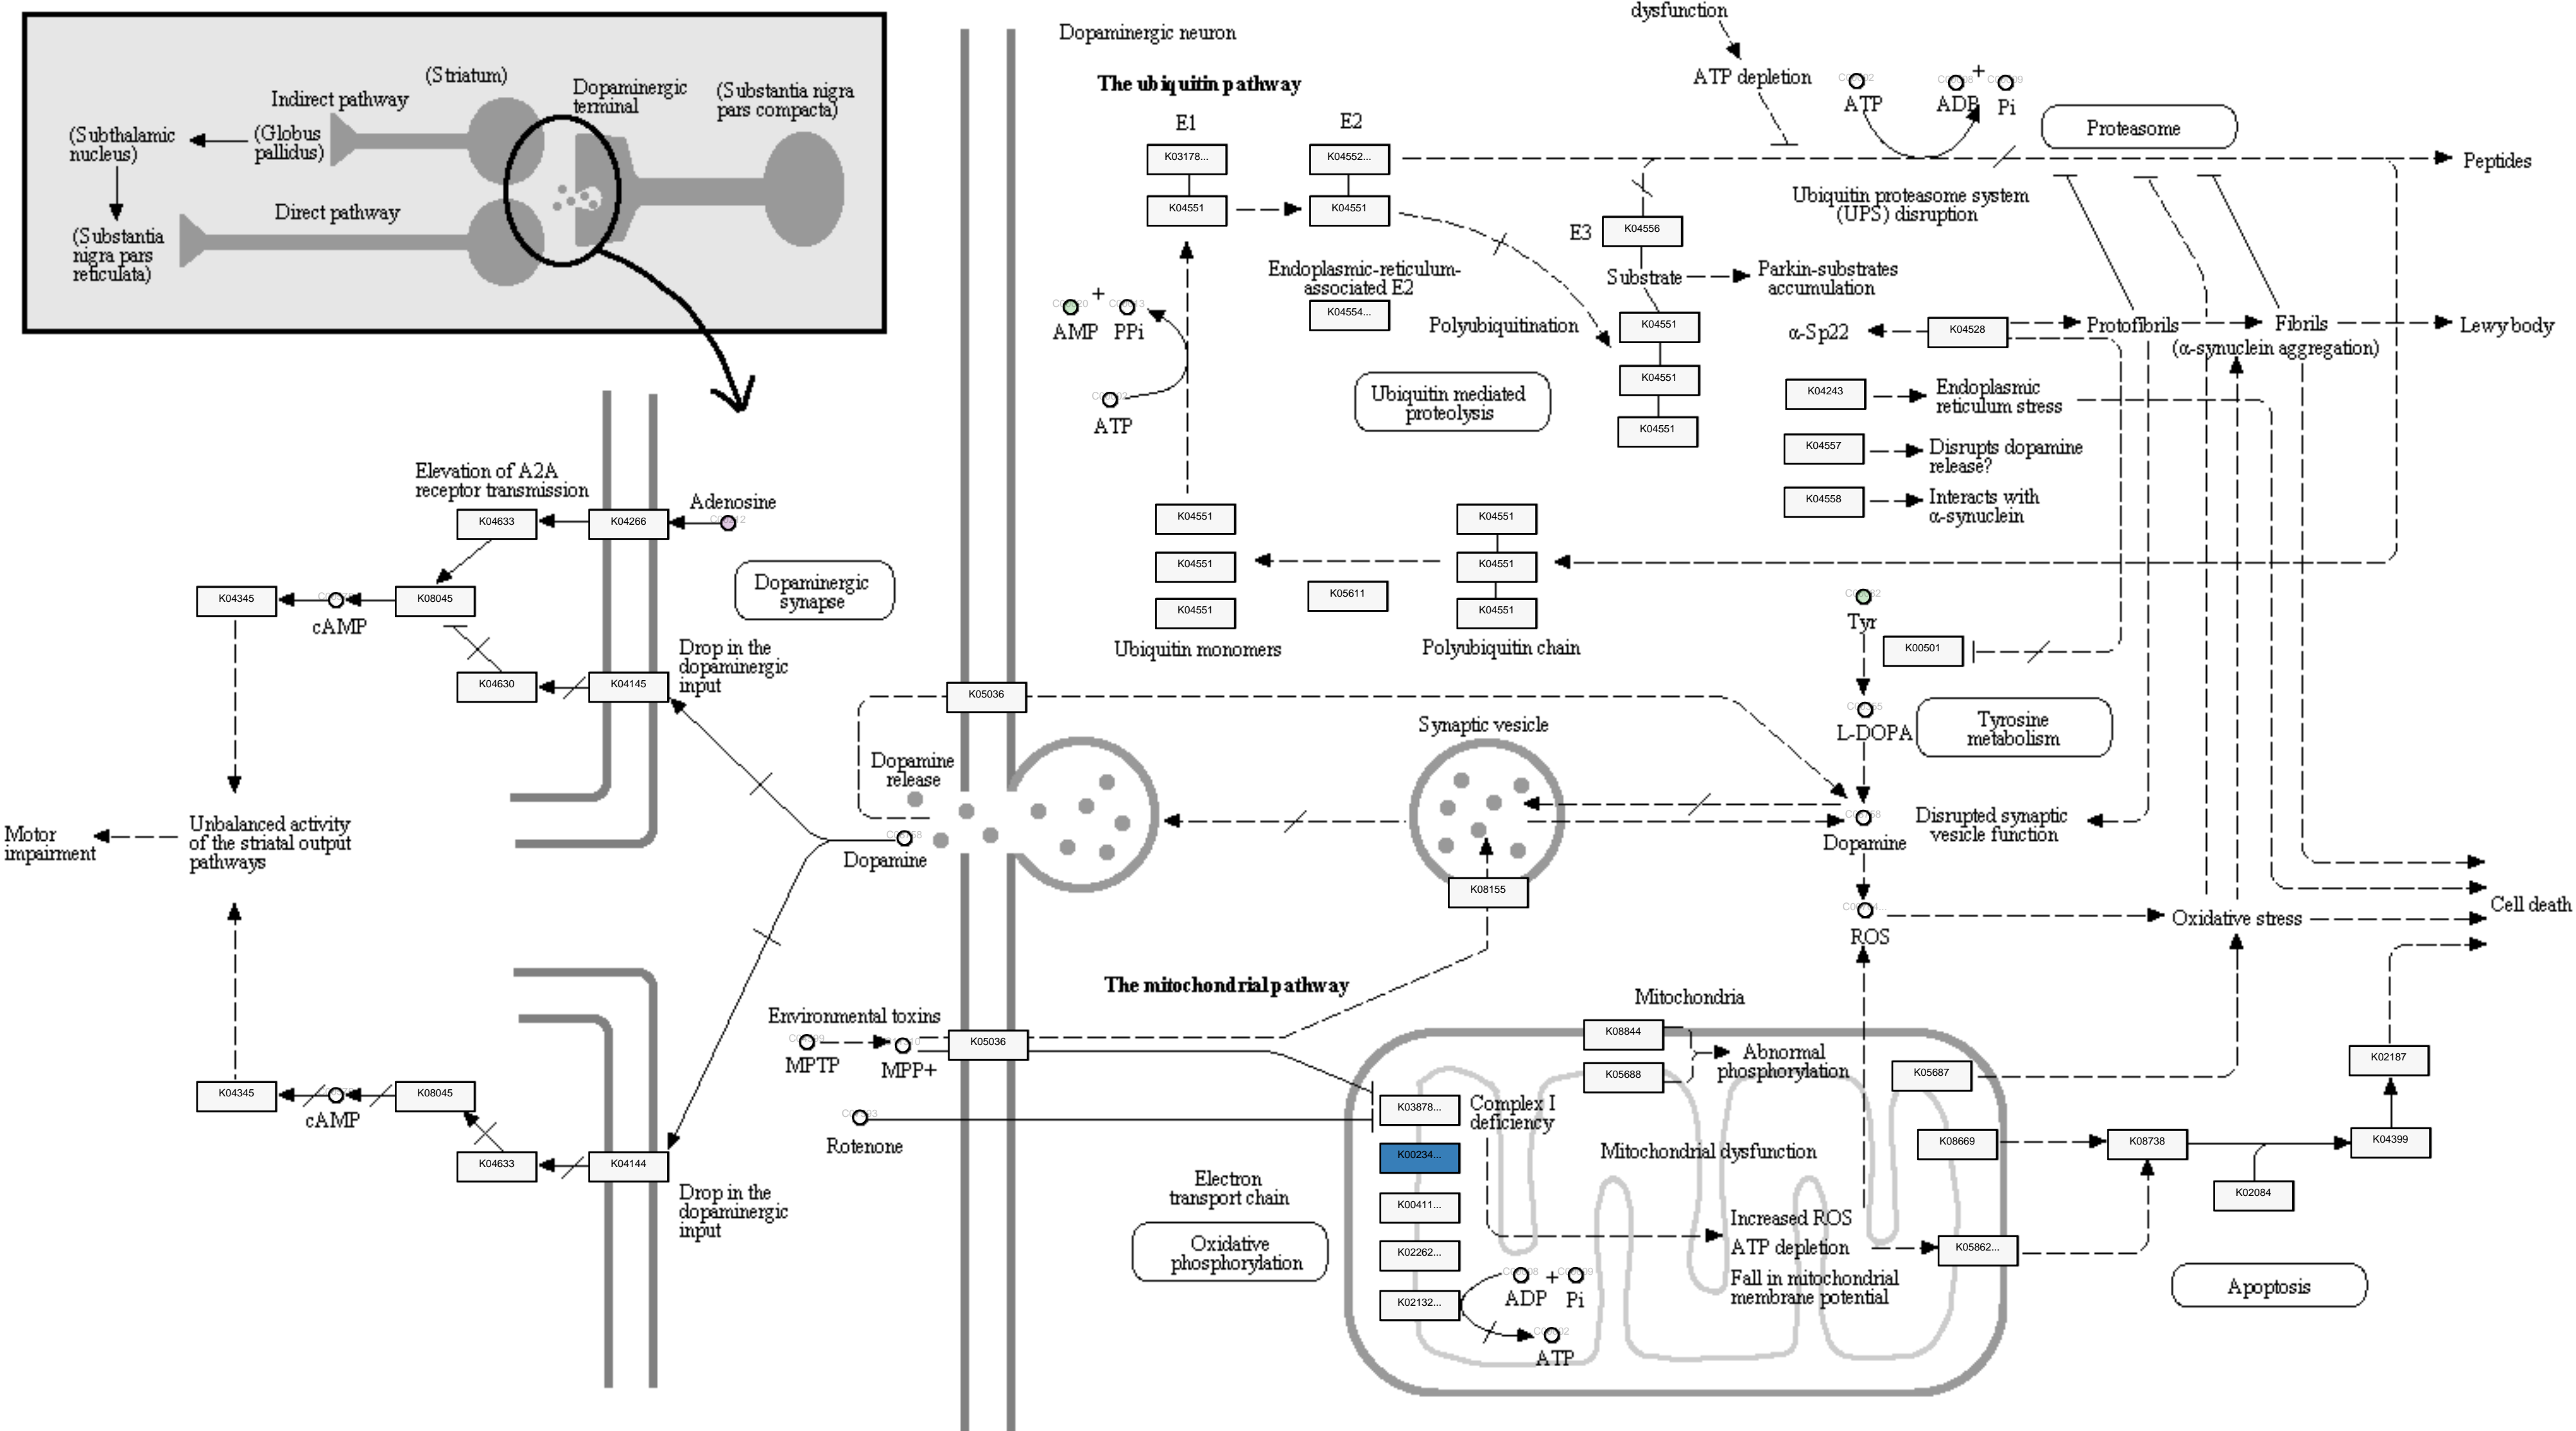 dysfunction
Dopaminergic neuron
The ubiquitin pathway
ATP depletion
ATP
ADP
+
Pi
Proteasome
Peptides
(Striatum)
Indirect pathway
Dopaminergic
terminal
(Substantia nigra
pars compacta)
(Subthalamic
nucleus)
(Globus
pallidus)
Direct pathway
(Substantia
nigra pars
reticulata)
E1
E2
K03178...
K04552...
K04551
K04551
Ubiquitin proteasome system
(UPS) disruption
E3
K04556
Substrate
Parkin-substrates
accumulation
Endoplasmic-reticulum-
associated E2
K04554...
+
AMP
PPi
ATP
Polyubiquitination
K04551
K04551
K04551
Ubiquitin mediated
proteolysis
α-Sp22
K04528
Protofibrils
Fibrils
Lewy body
(α-synuclein aggregation)
K04243
Endoplasmic
reticulum stress
K04557
Disrupts dopamine
release?
K04558
Interacts with
α-synuclein
Elevation of A2A
receptor transmission
Adenosine
K04633
K04266
K04345
cAMP
K08045
Dopaminergic
synapse
K04630
K04145
Drop in the
dopaminergic
input
K04551
K04551
K04551
Ubiquitin monomers
K05611
K04551
K04551
K04551
Polyubiquitin chain
Tyr
K00501
L-DOPA
Tyrosine
metabolism
K05036
Synaptic vesicle
Dopamine
release
Dopamine
Dopamine
Disrupted synaptic
vesicle function
Motor
impairment
Unbalanced activity
of the striatal output
pathways
K08155
ROS
Oxidative stress
Cell death
The mitochondrial pathway
Environmental toxins
MPTP
MPP+
K05036
Rotenone
K04345
cAMP
K08045
K04633
K04144
Drop in the
dopaminergic
input
Mitochondria
K08844
K05688
Abnormal
phosphorylation
K05687
K02187
K03878...
Complex I
deficiency
K00234...
Mitochondrial dysfunction
K08669
K08738
K04399
K02084
Electron
transport chain
K00411...
Oxidative
phosphorylation
K02262...
K02132...
Increased ROS
ATP depletion
Fall in mitochondrial
membrane potential
K05862...
ADP
+
Pi
ATP
Apoptosis